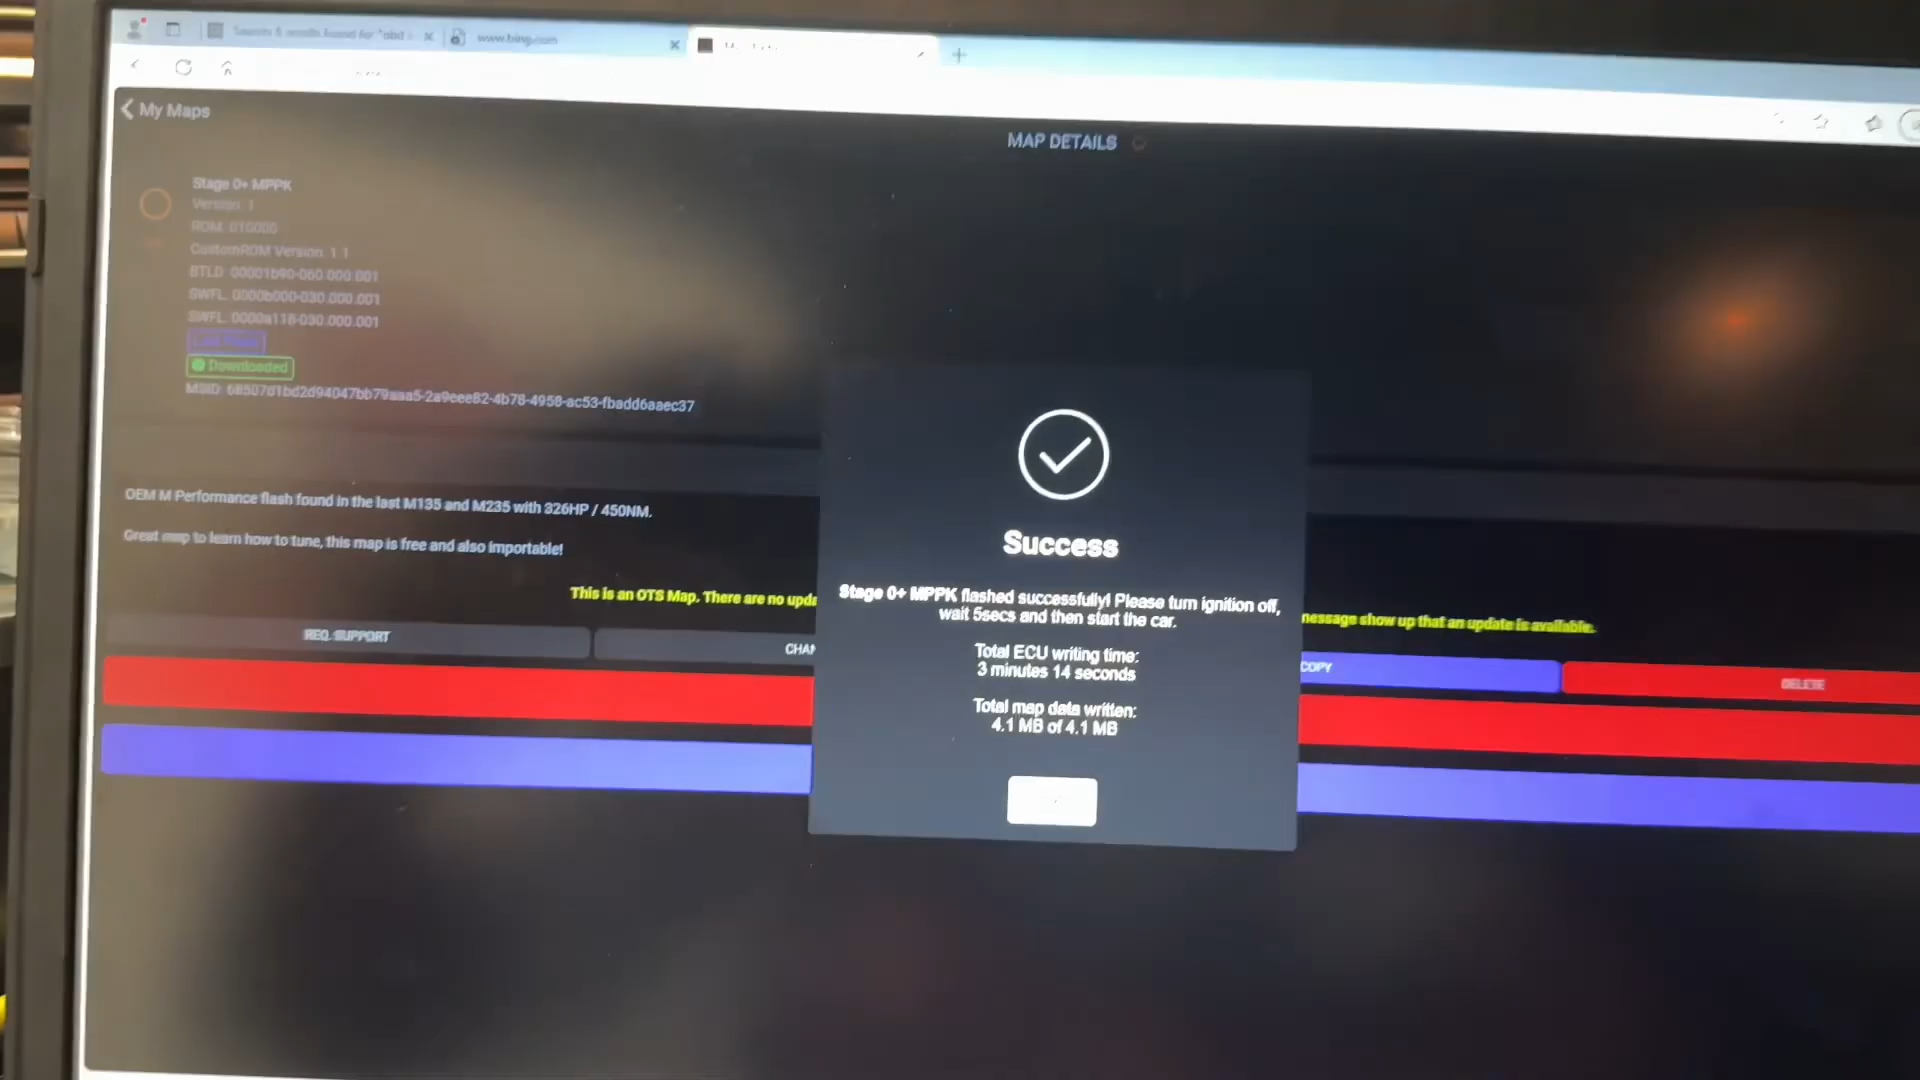 www.bing.com
My Maps
MAP DETAILS
Stage 0+ MPPK
Version: 1
CustomROM Version: 1.1
BTLD: 00001b90-060.000.001
SWFL: 0000b000-030.000.001
SWFL: 0000a118-030.000.001
Downloaded
MSID: 68507d1bd2d94047bb79aaa5-2a9eee82-4b78-4958-ac53-fbadd6aaec37
OEM M Performance flash found in the last M135 and M235 with 326HP / 450NM.
Great map to learn how to tune, this map is free and also importable!
This is an OTS Map. There are no
message show up that an update is available.
REQ. SUPPORT
COPY
DELETE
Success
Stage 0+ MPPK flashed successfully! Please turn ignition off,
wait 5secs and then start the car.
Total ECU writing time:
3 minutes 14 seconds
Total map data written:
4.1 MB of 4.1 MB